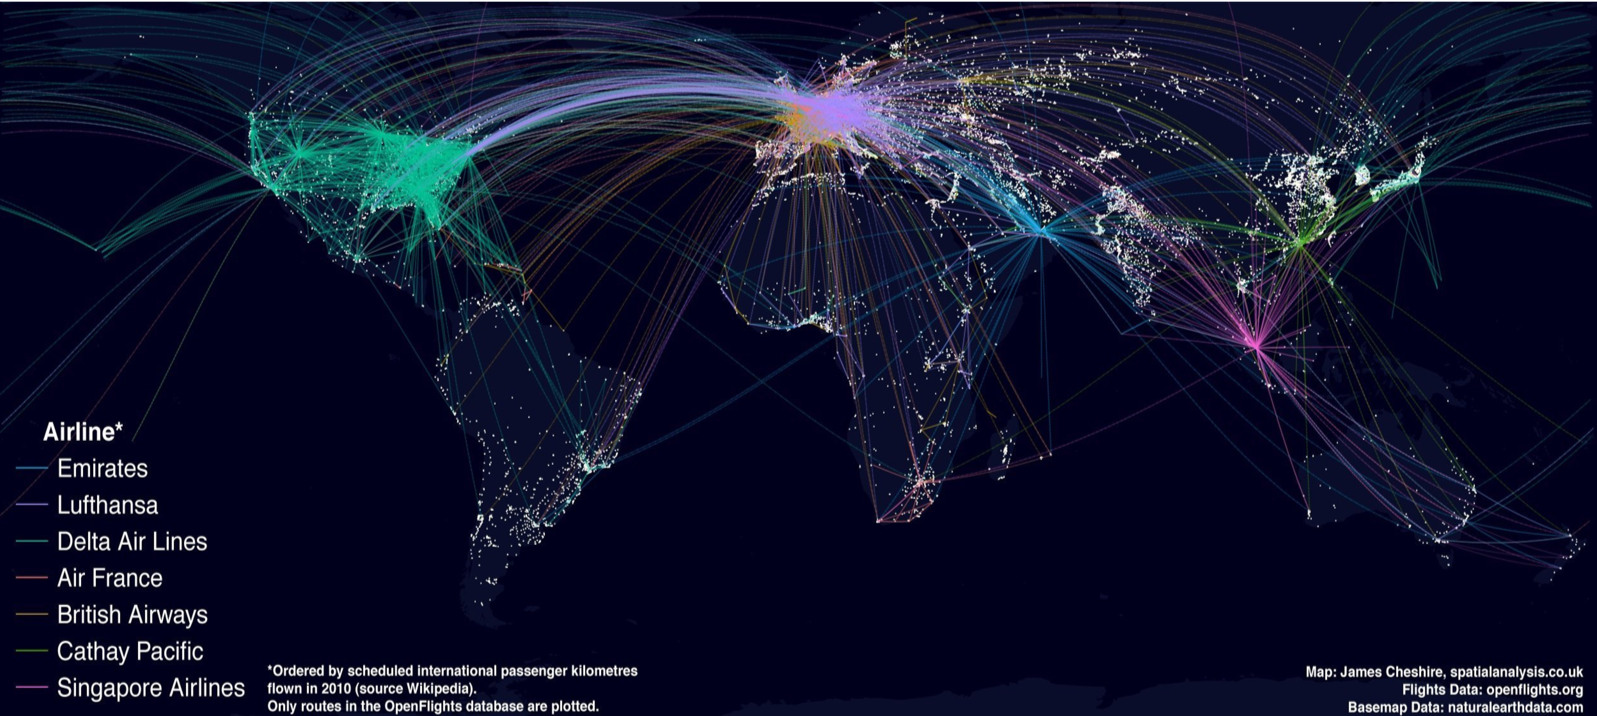 Airline*
Emirates
Lufthansa
Delta Air Lines
Air France
British Airways
Cathay Pacific
Singapore Airlines
*Ordered by scheduled international passenger kilometres
flown in 2010 (source Wikipedia).
Only routes in the OpenFlights database are plotted.
Map: James Cheshire, spatialanalysis.co.uk
Flights Data: openflights.org
Basemap Data: naturalearthdata.com